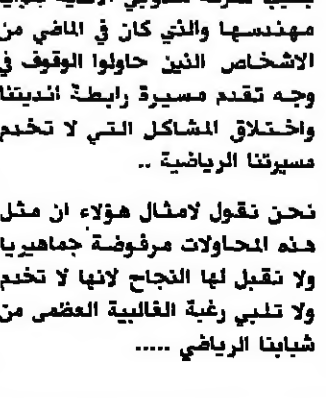 مهندسها والذي كان في الماضي من
الاشخاص الذين حاولوا الوقوف في
وجه تقدم مسيرة رابطة انديتنا
واختلاق المشاكل التي لا تخدم
مسيرتنا الرياضية ..
نحن نقول لامثال هؤلاء ان مثل
هذه المحاولات مرفوضة جماهيريا
ولا نقبل لها النجاح لانها لا تخدم
ولا تلبي رغبة الغالبية العظمى من
شبابنا الرياضي .....